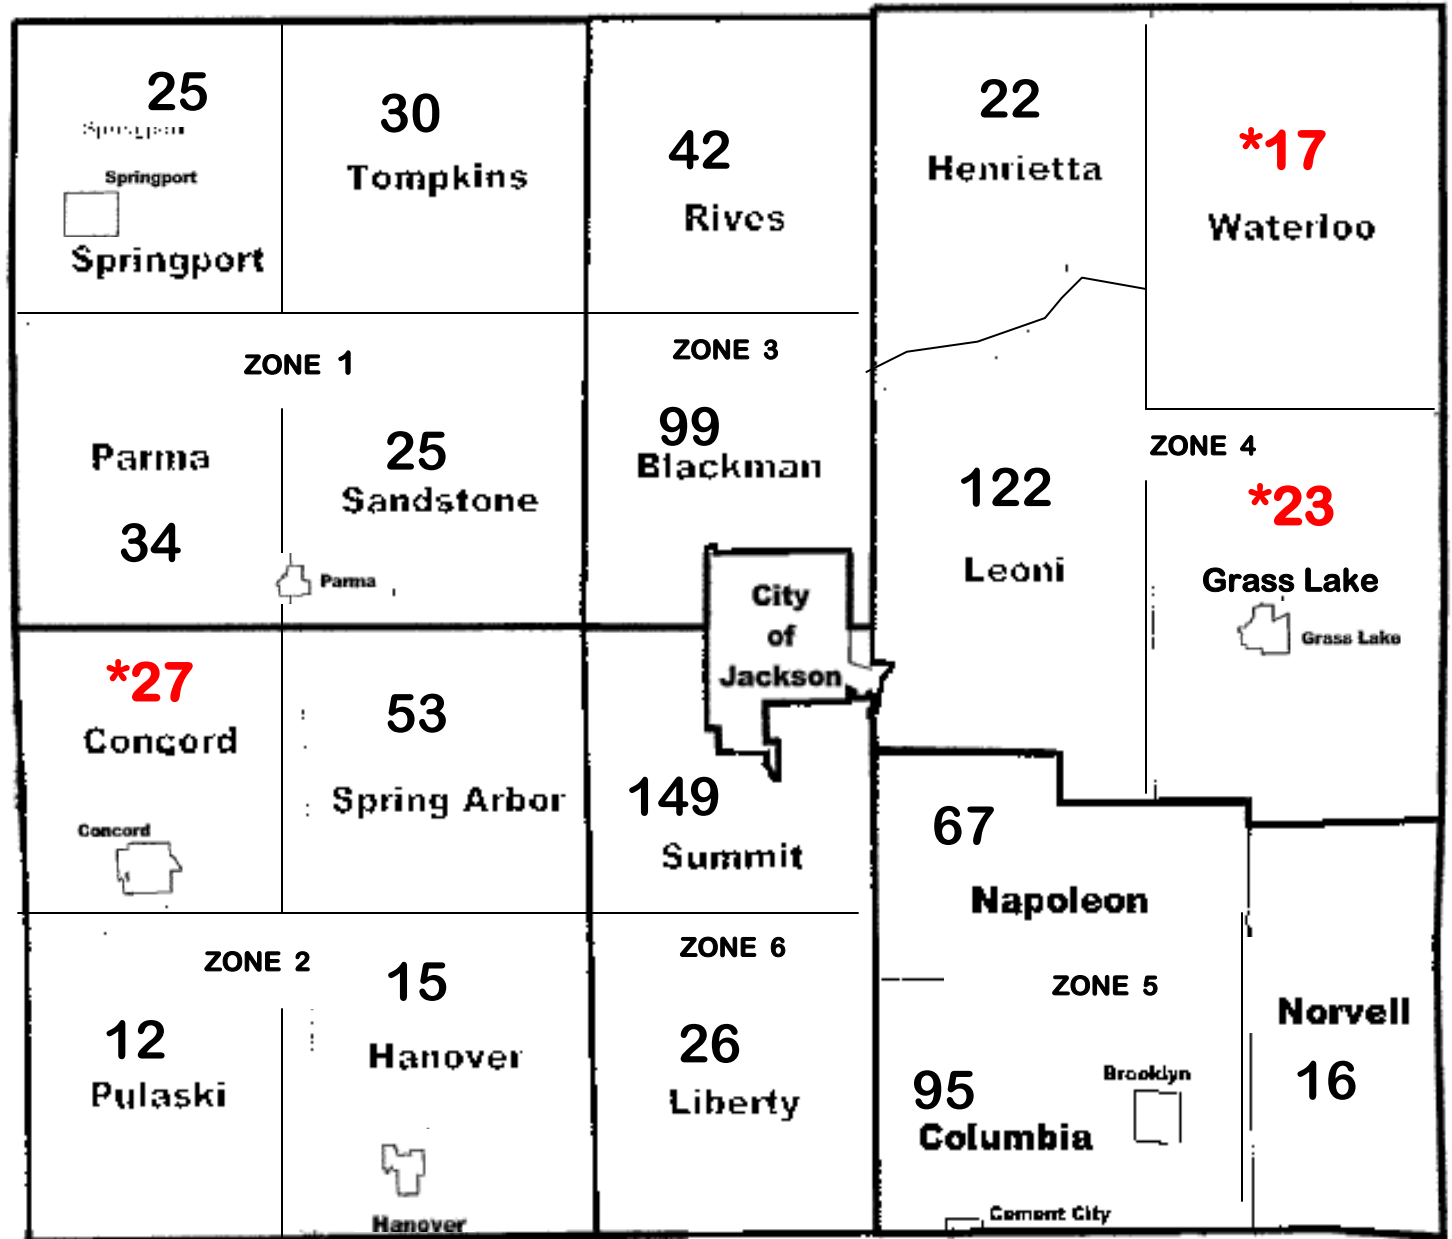 25
Springport
Springport
30
Tompkins
42
Rives
22
Henrietta
*17
Waterloo
ZONE 1
Parma
34
25
Sandstone
Parma
ZONE 3
99
Blackman
City
of
Jackson
122
Leoni
ZONE 4
*23
Grass Lake
Grass Lake
*27
Concord
Concord
53
Spring Arbor
149
Summit
67
Napoleon
ZONE 2
12
Pulaski
15
Hanover
Hanover
ZONE 6
26
Liberty
ZONE 5
95
Columbia
Brooklyn
Cement City
Norvell
16